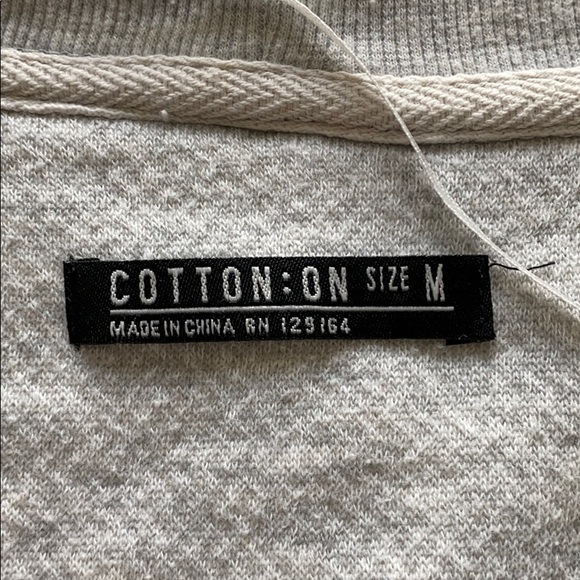 COTTON:ON SIZE M
MADE IN CHINA RN 129164